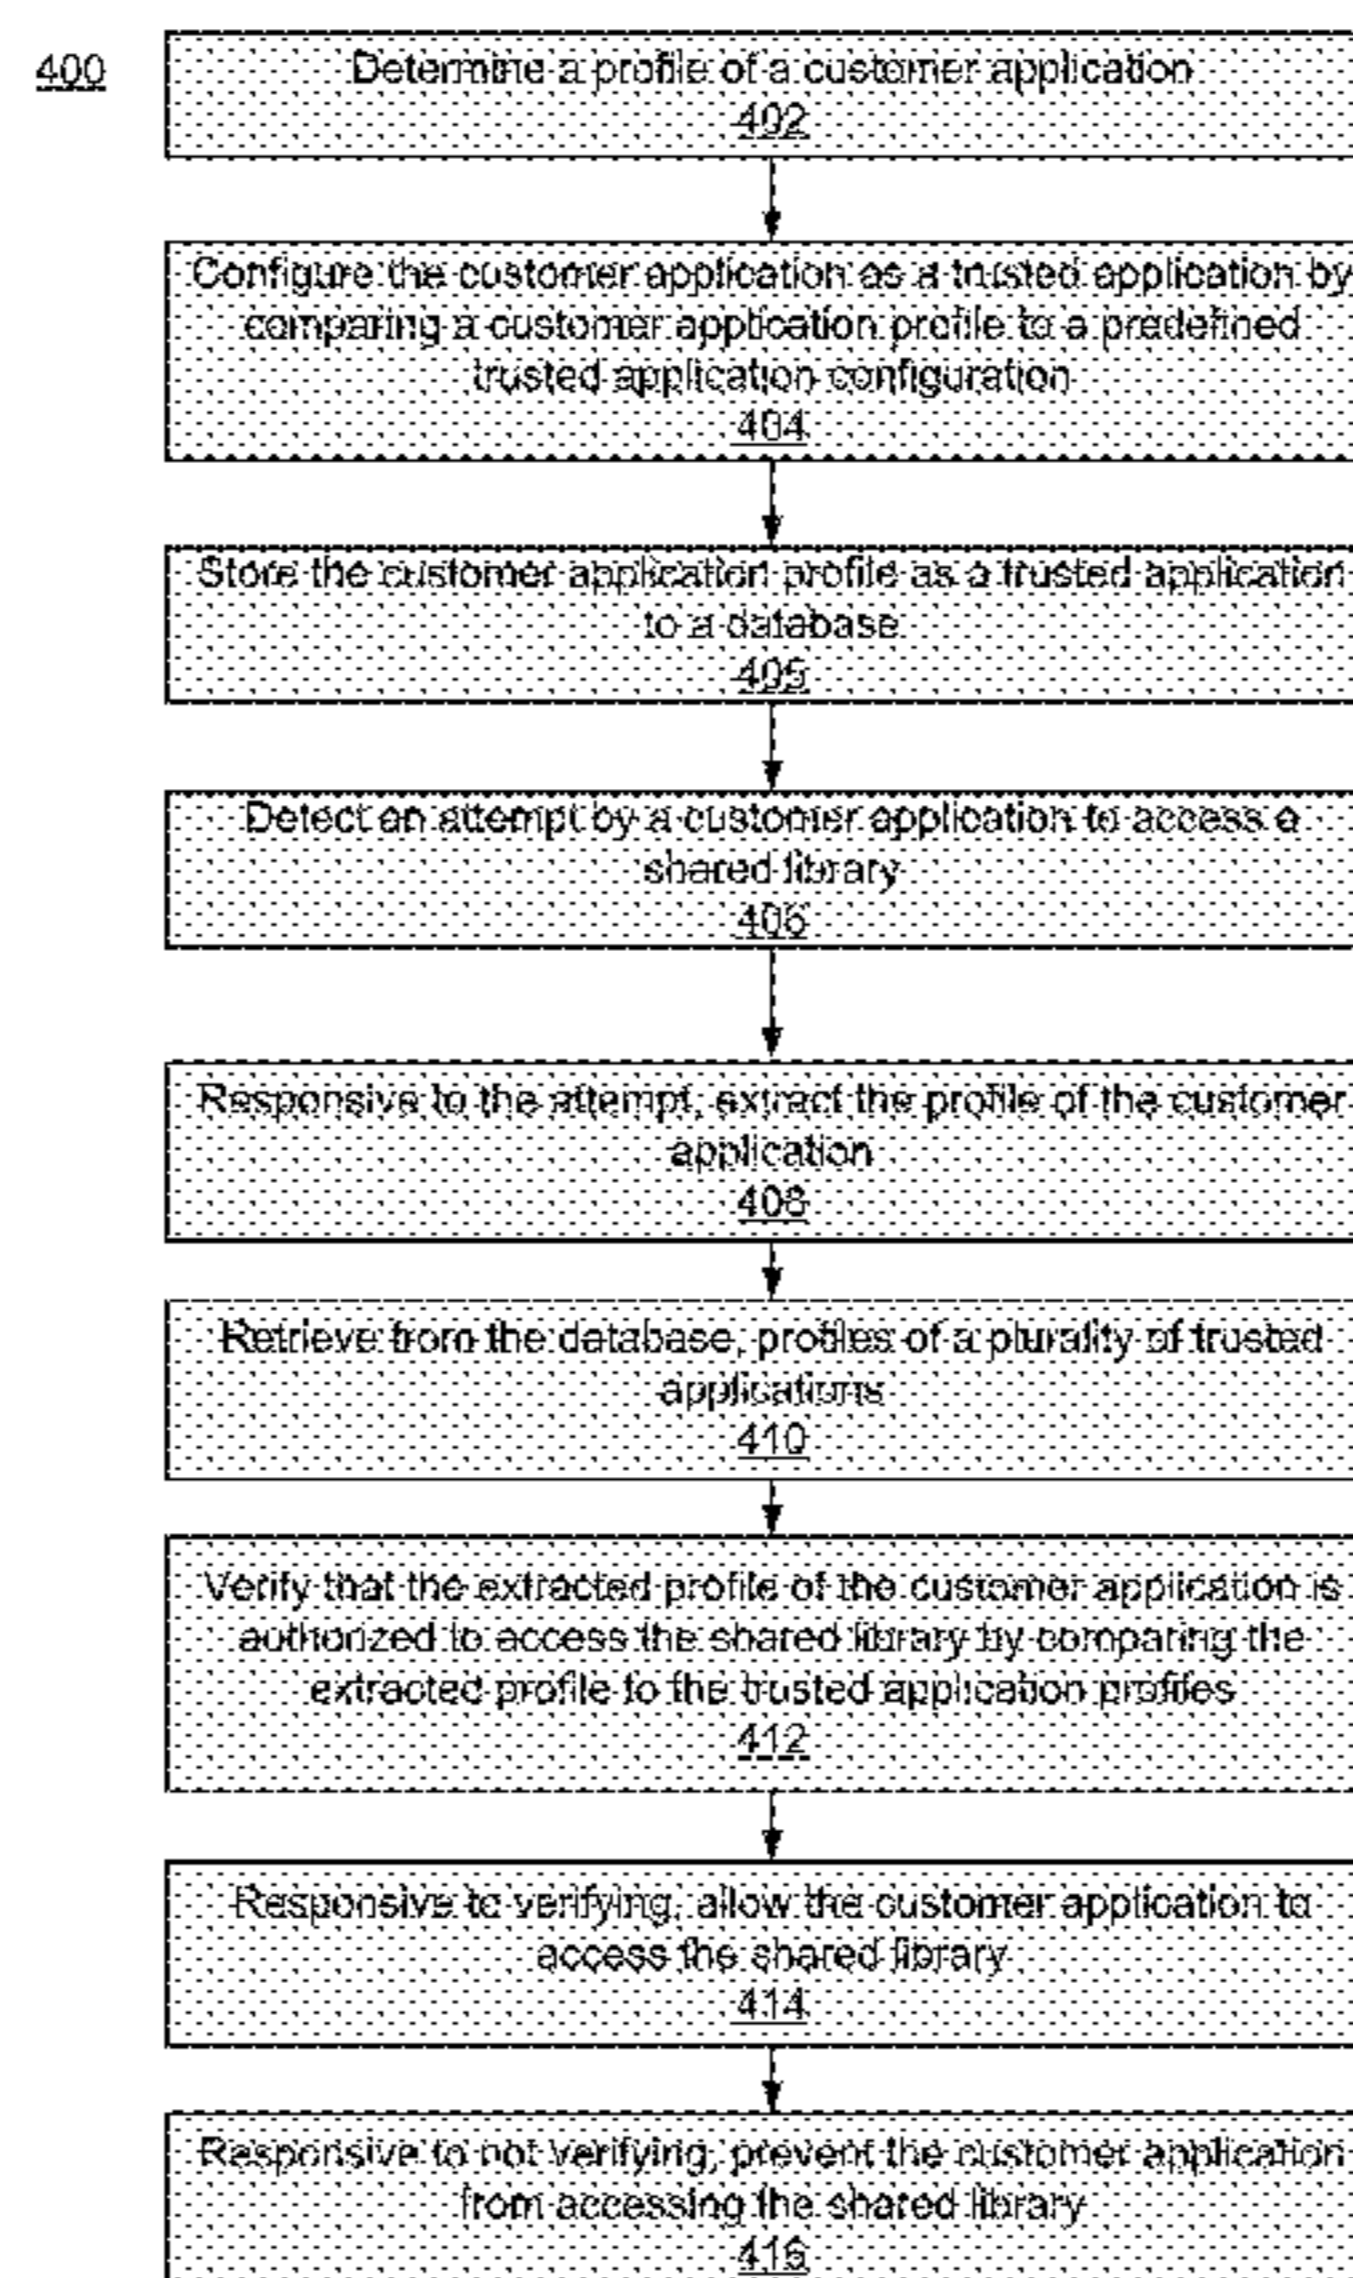 400
Determine a profile of a customer application
402
Configure the customer application as a trusted application by
comparing a customer application profile to a predefined
trusted application configuration
404
Store the customer application profile as a trusted application
to a database
405
Detect an attempt by a customer application to access a
shared library
406
Responsive to the attempt, extract the profile of the customer
application
408
Retrieve from the database, profiles of a plurality of trusted
applications
410
Verify that the extracted profile of the customer application is
authorized to access the shared library by comparing the
extracted profile to the trusted application profiles
412
Responsive to verifying, allow the customer application to
access the shared library
414
Responsive to not verifying, prevent the customer application
from accessing the shared library
416